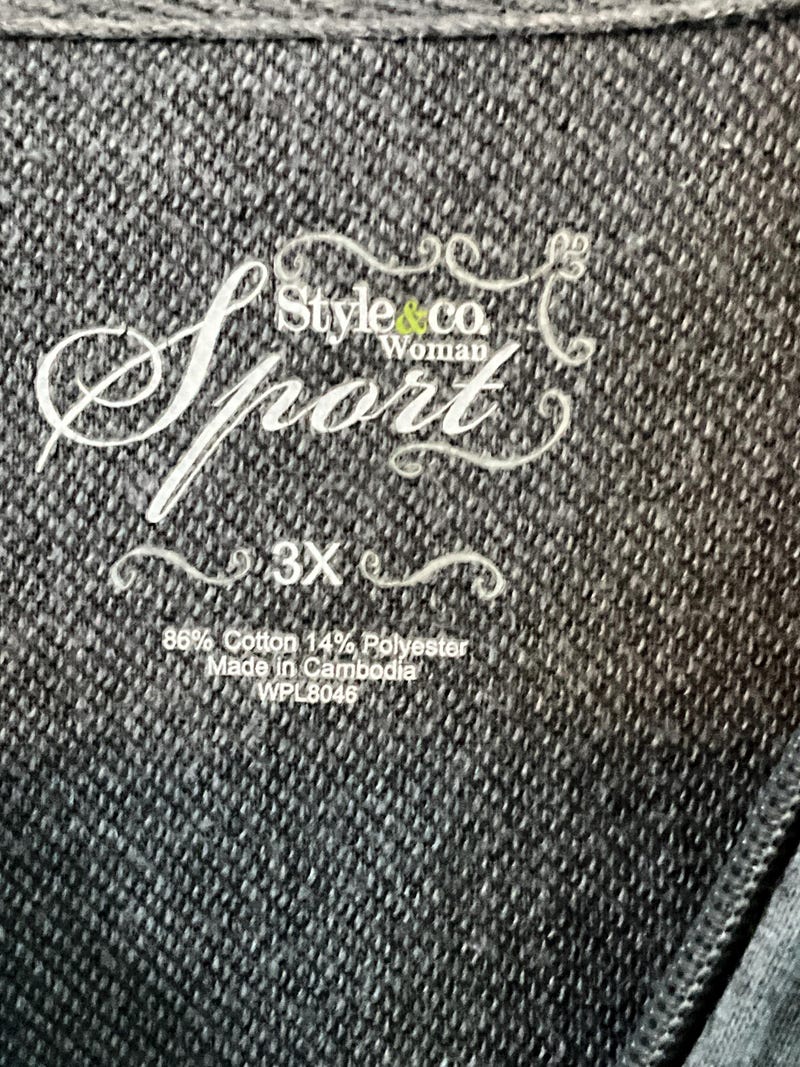 Style&co.
Woman
Sport
3X
86% Cotton 14% Polyester
Made in Cambodia
WPL8046